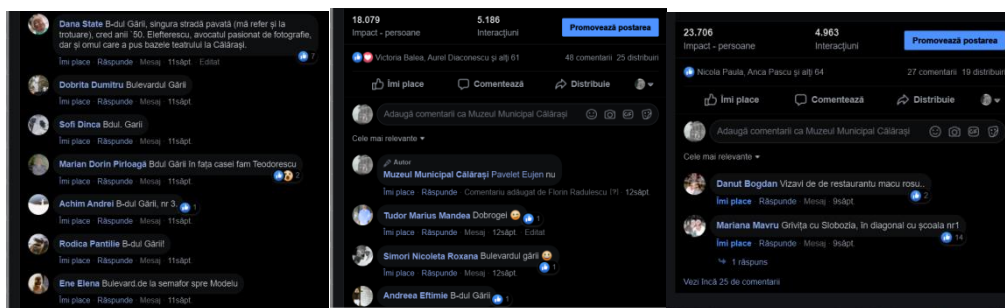 Dana State B-dul Gării, singura stradă pavată (mă refer și la
trotuare), cred anii `50. Elefterescu, avocatul pasionat de fotografie,
dar și omul care a pus bazele teatrului la Călărași.
7
Îmi place Răspunde Mesaj 11săpt. Editat
Dobrita Dumitru Bulevardul Gării
Îmi place Răspunde Mesaj 11săpt.
Sofi Dinca Bdul. Garii
Îmi place Răspunde Mesaj 11săpt.
Marian Dorin Pîrloagă Bdul Gării în fața casei fam Teodorescu
2
Îmi place Răspunde Mesaj 11săpt.
Achim Andrei B-dul Gării, nr 3.
1
Îmi place Răspunde Mesaj 11săpt.
Rodica Pantilie B-dul Gării!
Îmi place Răspunde Mesaj 11săpt.
Ene Elena Bulevard.de la semafor spre Modelu
Îmi place Răspunde Mesaj 11săpt.
18.079 5.186 Promovează postarea
Impact - persoane Interacțiuni
Victoria Balea, Aurel Diaconescu și alți 61 48 comentarii 25 distribuiri
Îmi place Comentează Distribuie
Adaugă comentarii ca Muzeul Municipal Călărași GIF
Cele mai relevante
Autor
Muzeul Municipal Călărași Pavelet Eujen nu
Îmi place Răspunde Comentariu adăugat de Florin Radulescu [?] 12săpt.
Tudor Marius Mandea Dobrogei
1
Îmi place Răspunde Mesaj 12săpt. Editat
Simori Nicoleta Roxana Bulevardul gării
1
Îmi place Răspunde Mesaj 12săpt.
Andreea Eftimie B-dul Gării
1
23.706 4.963 Promovează postarea
Impact - persoane Interacțiuni
Nicola Paula, Anca Pascu și alți 64 27 comentarii 19 distribuiri
Îmi place Comentează Distribuie
Adaugă comentarii ca Muzeul Municipal Călărași GIF
Cele mai relevante
Danut Bogdan Vizavi de de restaurantu macu rosu..
2
Îmi place Răspunde Mesaj 9săpt.
Mariana Mavru Grivița cu Slobozia, în diagonal cu școala nr1
14
Îmi place Răspunde Mesaj 9săpt.
1 răspuns
Vezi încă 25 de comentarii